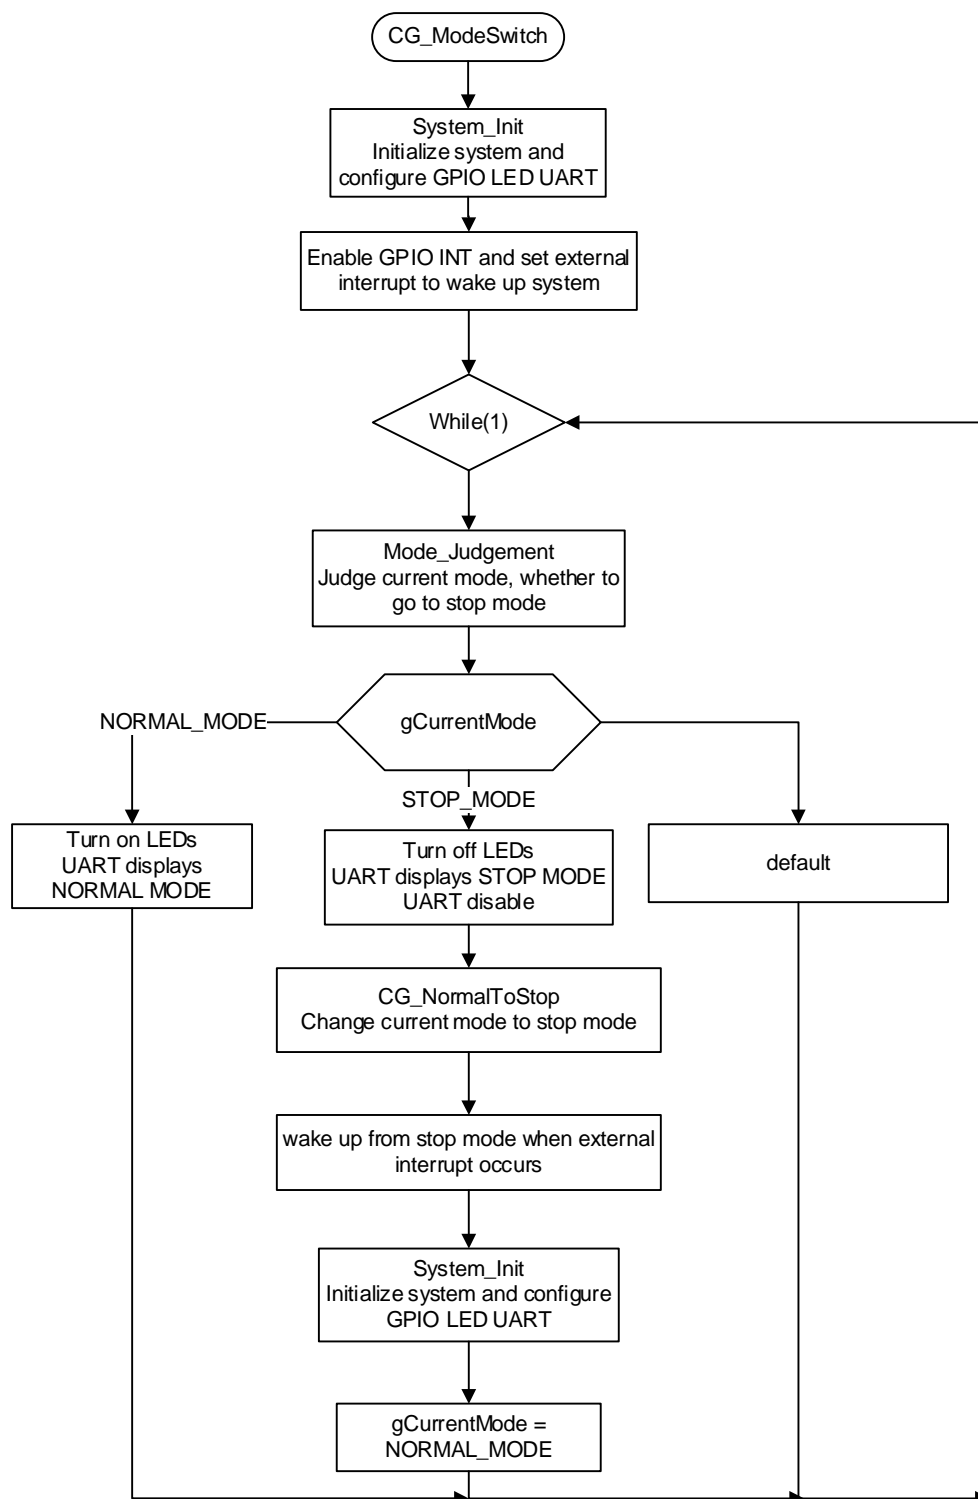 CG_ModeSwitch
System_Init
Initialize system and
configure GPIO LED UART
Enable GPIO INT and set external
interrupt to wake up system
While(1)
Mode_Judgement
Judge current mode, whether to
go to stop mode
gCurrentMode
NORMAL_MODE
STOP_MODE
Turn on LEDs
UART displays
NORMAL MODE
Turn off LEDs
UART displays STOP MODE
UART disable
default
CG_NormalToStop
Change current mode to stop mode
wake up from stop mode when external
interrupt occurs
System_Init
Initialize system and configure
GPIO LED UART
gCurrentMode =
NORMAL_MODE